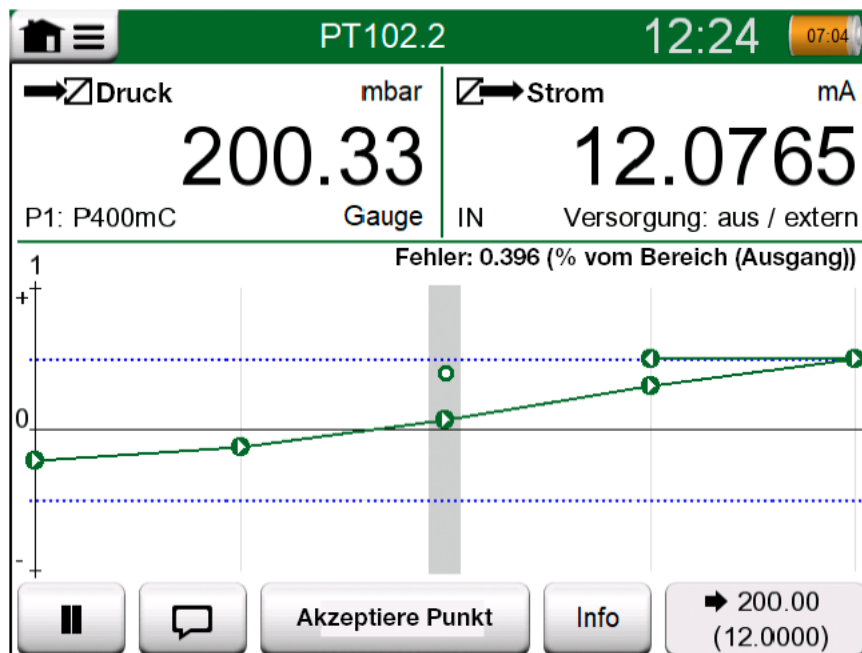 PT102.2 12:24 07:04
Druck mbar
200.33
P1: P400mC Gauge
Strom mA
12.0765
IN Versorgung: aus / extern
Fehler: 0.396 (% vom Bereich (Ausgang))
1
+
0
-
Akzeptiere Punkt
Info
200.00
(12.0000)